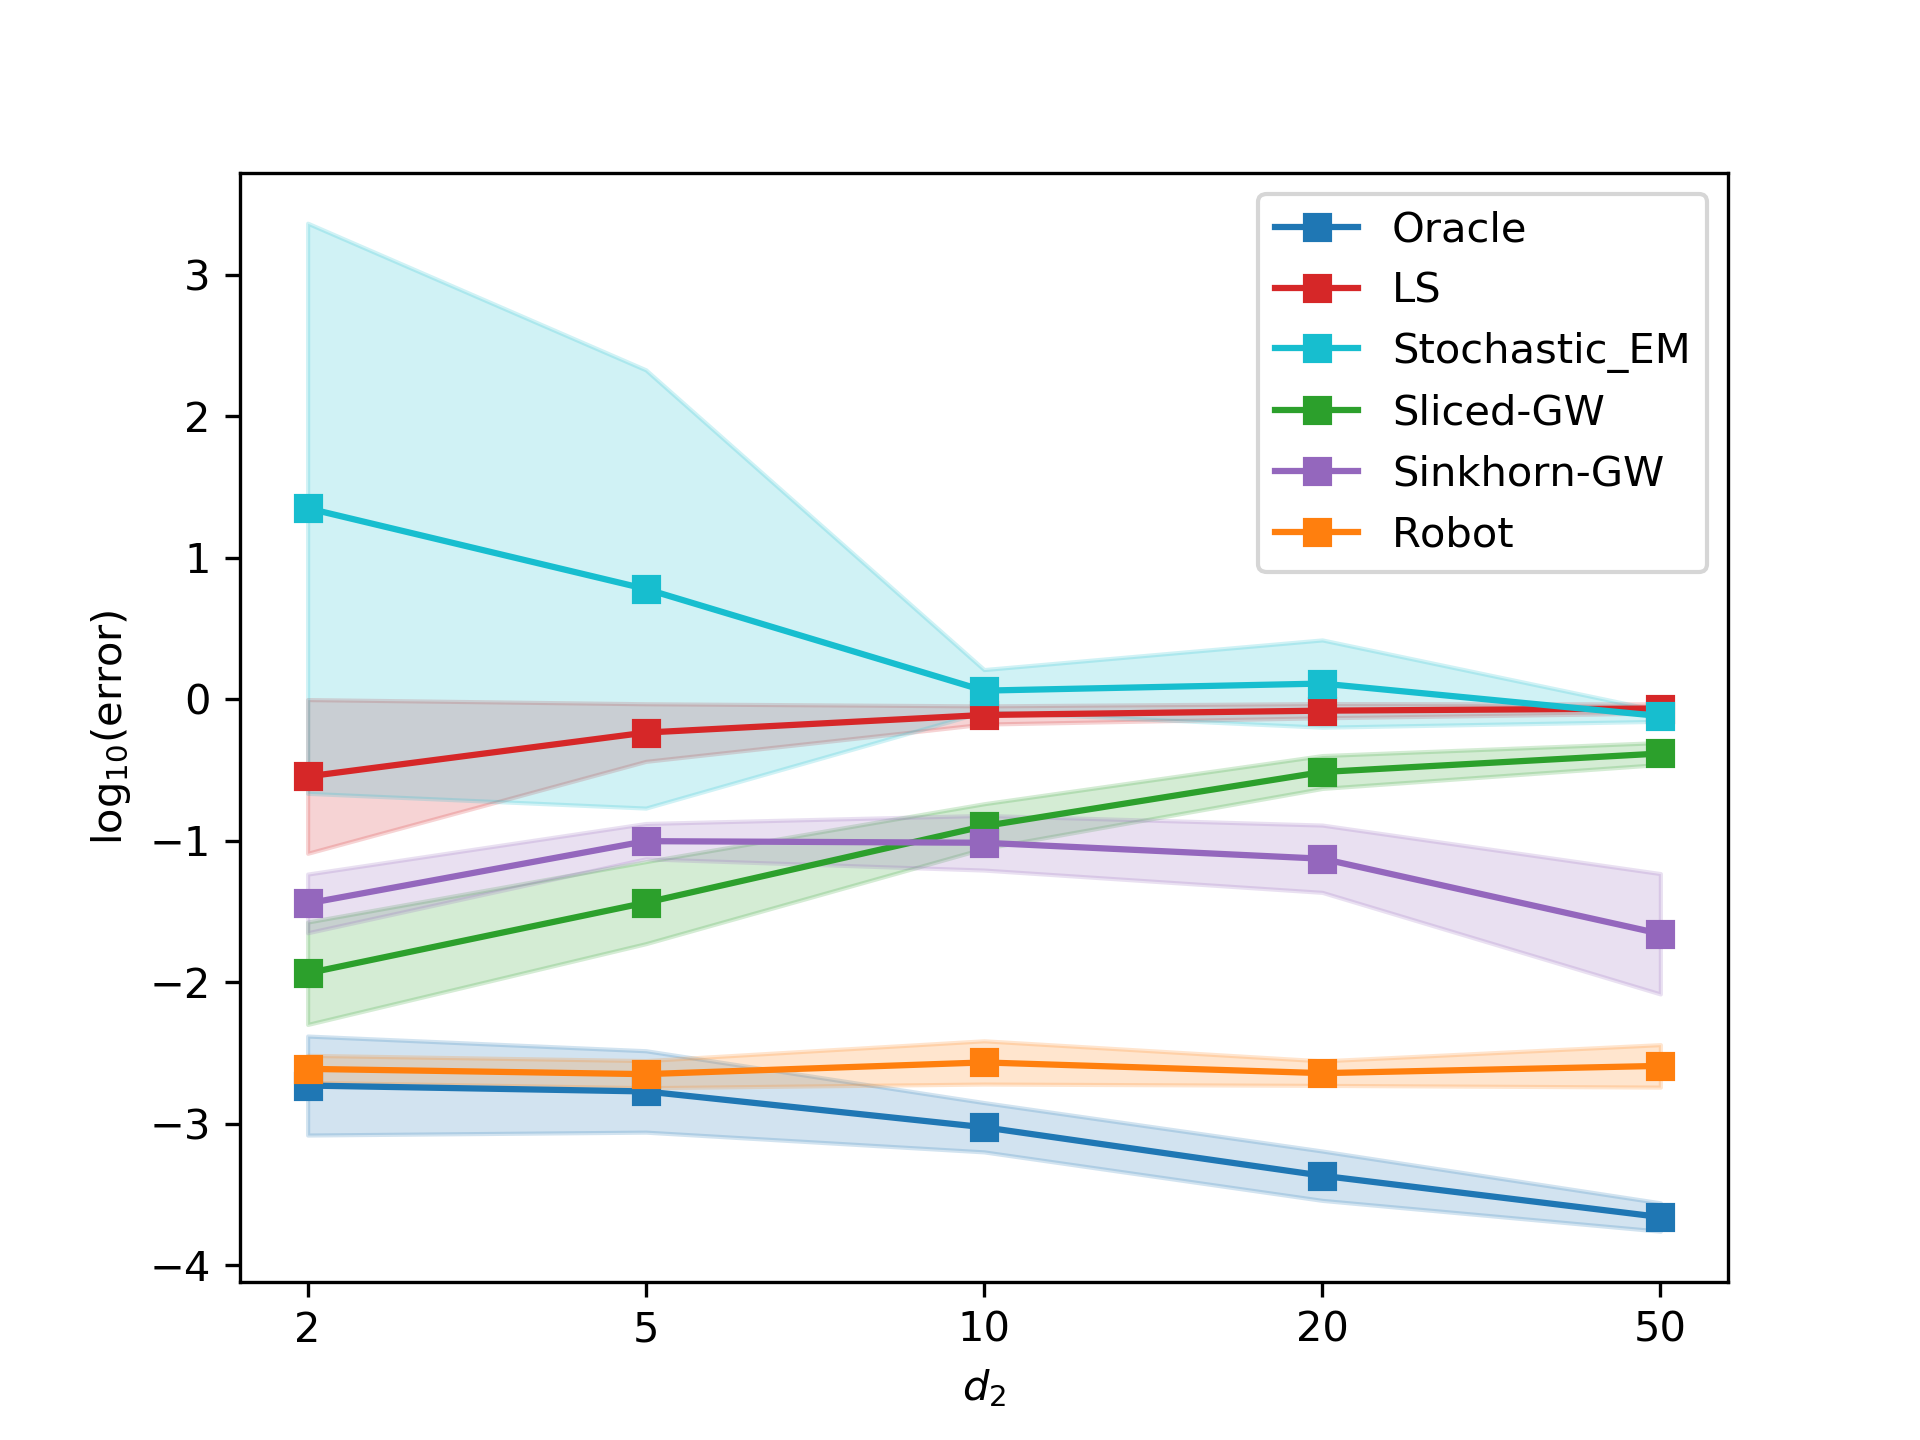 Oracle
LS
Stochastic_EM
Sliced-GW
Sinkhorn-GW
Robot
3
2
1
0
−1
−2
−3
−4
log₁₀(error)
2 5 10 20 50
d₂